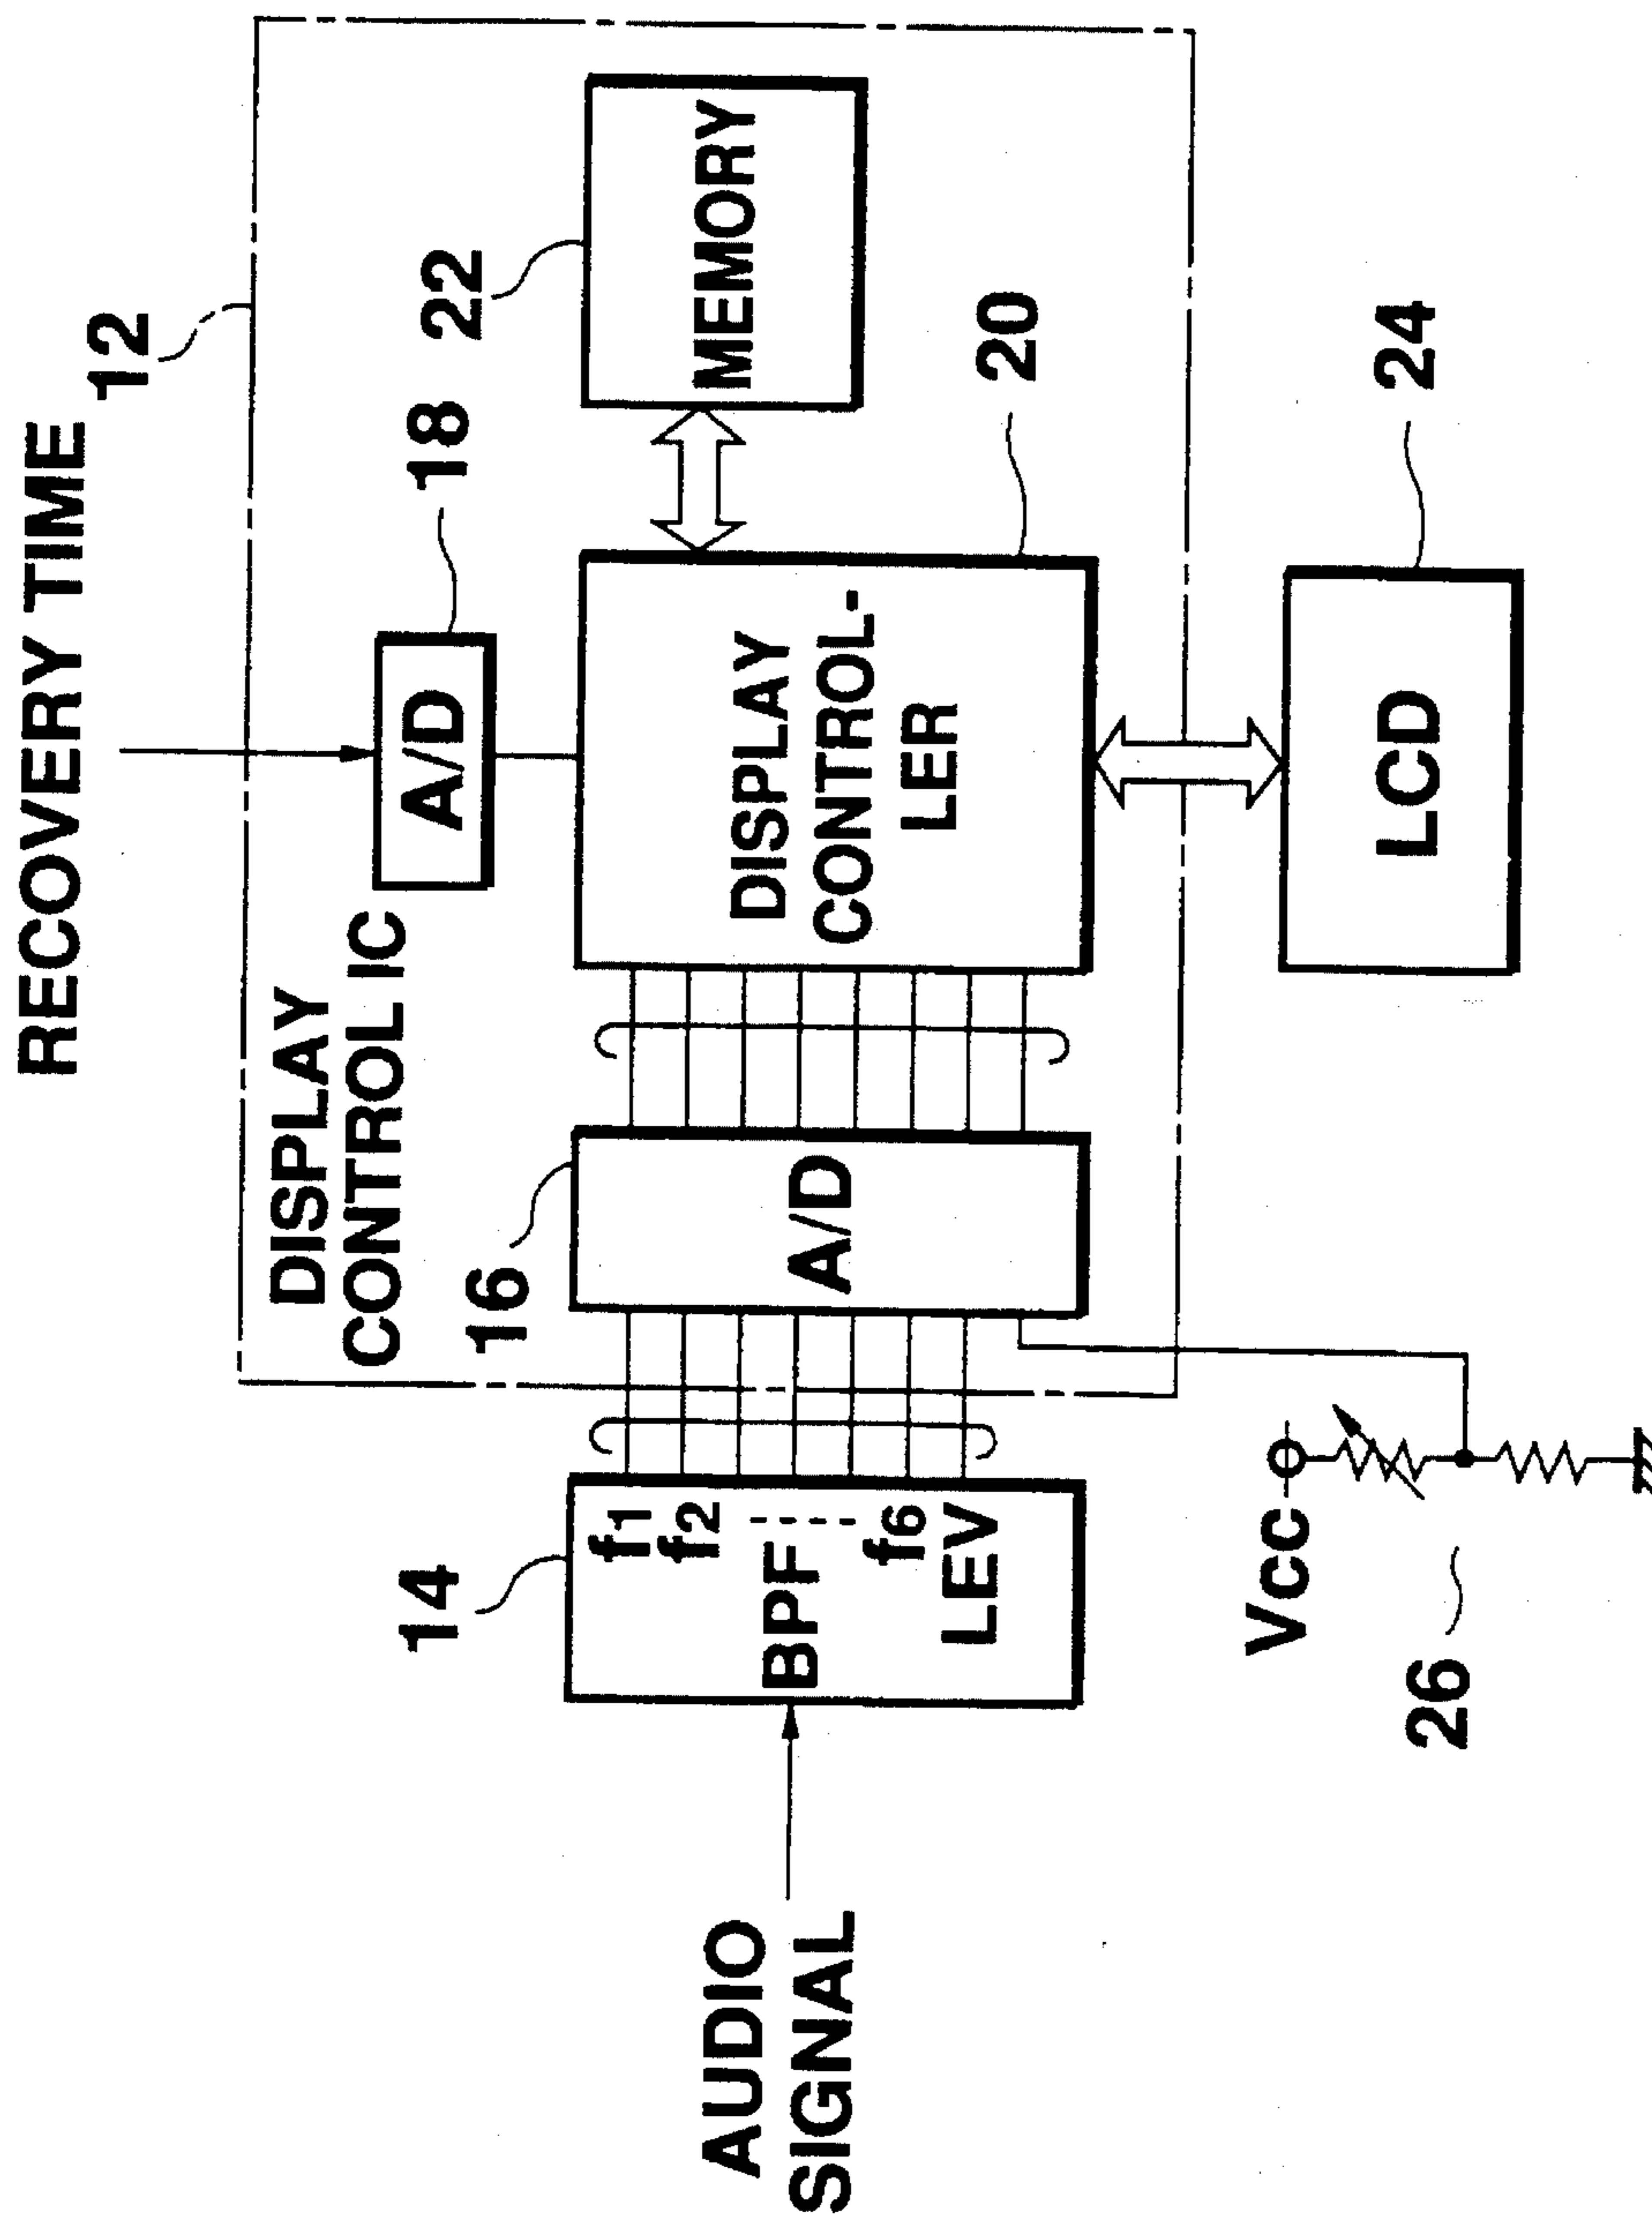 RECOVERY TIME
12
DISPLAY
CONTROL IC
18
22
A/D
16
14
f1
f2
BPF
f6
LEV
A/D
DISPLAY
CONTROL-
LER
MEMORY
20
AUDIO
SIGNAL
Vcc
26
LCD
24